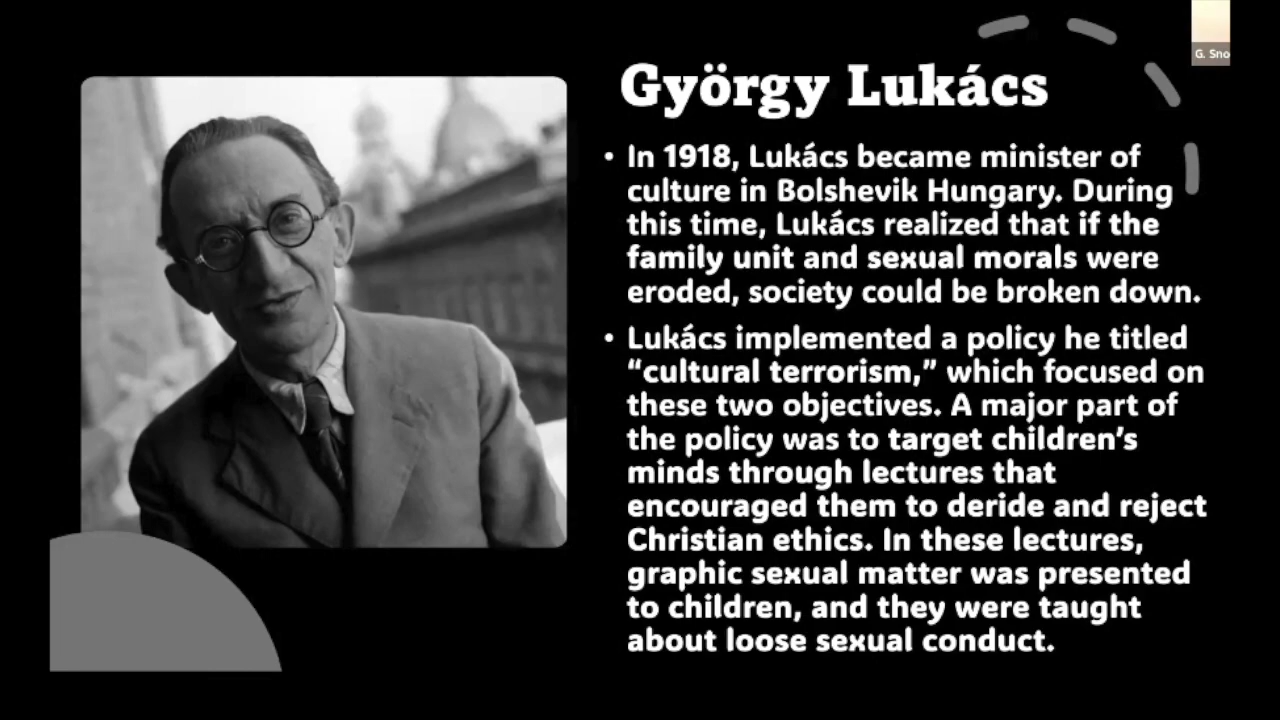 G. Sno
György Lukács
• In 1918, Lukács became minister of
culture in Bolshevik Hungary. During
this time, Lukács realized that if the
family unit and sexual morals were
eroded, society could be broken down.
• Lukács implemented a policy he titled
“cultural terrorism,” which focused on
these two objectives. A major part of
the policy was to target children’s
minds through lectures that
encouraged them to deride and reject
Christian ethics. In these lectures,
graphic sexual matter was presented
to children, and they were taught
about loose sexual conduct.